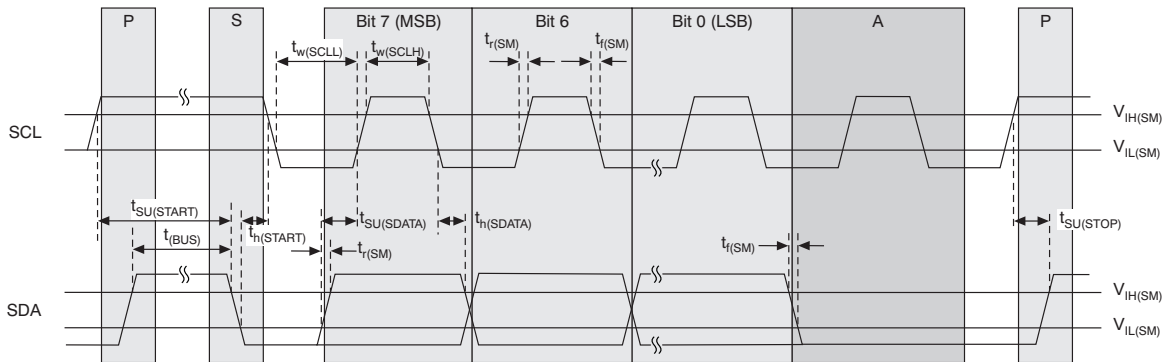 P S Bit 7 (MSB) Bit 6 Bit 0 (LSB) A P
tw(SCLL) tw(SCLH) tr(SM) tf(SM)
SCL
VIH(SM)
VIL(SM)
tSU(START) th(START) tSU(SDATA) th(SDATA) tSU(STOP)
t(BUS) tr(SM) tf(SM)
SDA
VIH(SM)
VIL(SM)